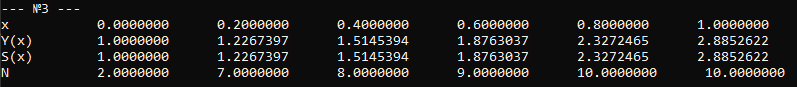 --- №3 ---
x 0.0000000 0.2000000 0.4000000 0.6000000 0.8000000 1.0000000
Y(x) 1.0000000 1.2267397 1.5145394 1.8763037 2.3272465 2.8852622
S(x) 1.0000000 1.2267397 1.5145394 1.8763037 2.3272465 2.8852622
N 2.0000000 7.0000000 8.0000000 9.0000000 10.0000000 10.0000000